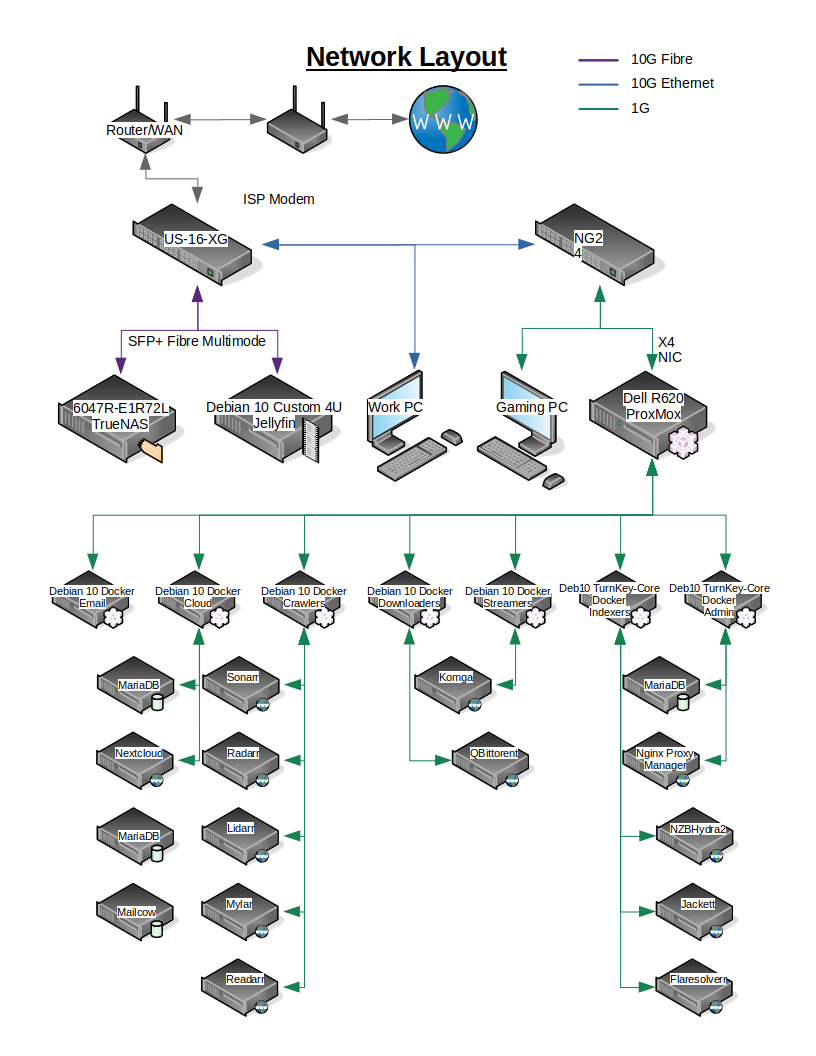 Network Layout
10G Fibre
10G Ethernet
1G
Router/WAN
W W W
ISP Modem
US-16-XG
NG2
4
SFP+ Fibre Multimode
X4
NIC
6047R-E1R72L
TrueNAS
Debian 10 Custom 4U
Jellyfin
Work PC
Gaming PC
Dell R620
ProxMox
Debian 10 Docker
Email
Debian 10 Docker
Cloud
Debian 10 Docker
Crawlers
Debian 10 Docker
Downloaders
Debian 10 Docker
Streamers
Deb10 TurnKey-Core
Docker
Indexers
Deb10 TurnKey-Core
Docker
Admin
MariaDB
Sonarr
Komga
MariaDB
Nextcloud
Radarr
QBittorent
Nginx Proxy
Manager
MariaDB
Lidarr
NZBHydra2
Mailcow
Mylar
Jackett
Readarr
Flaresolverr